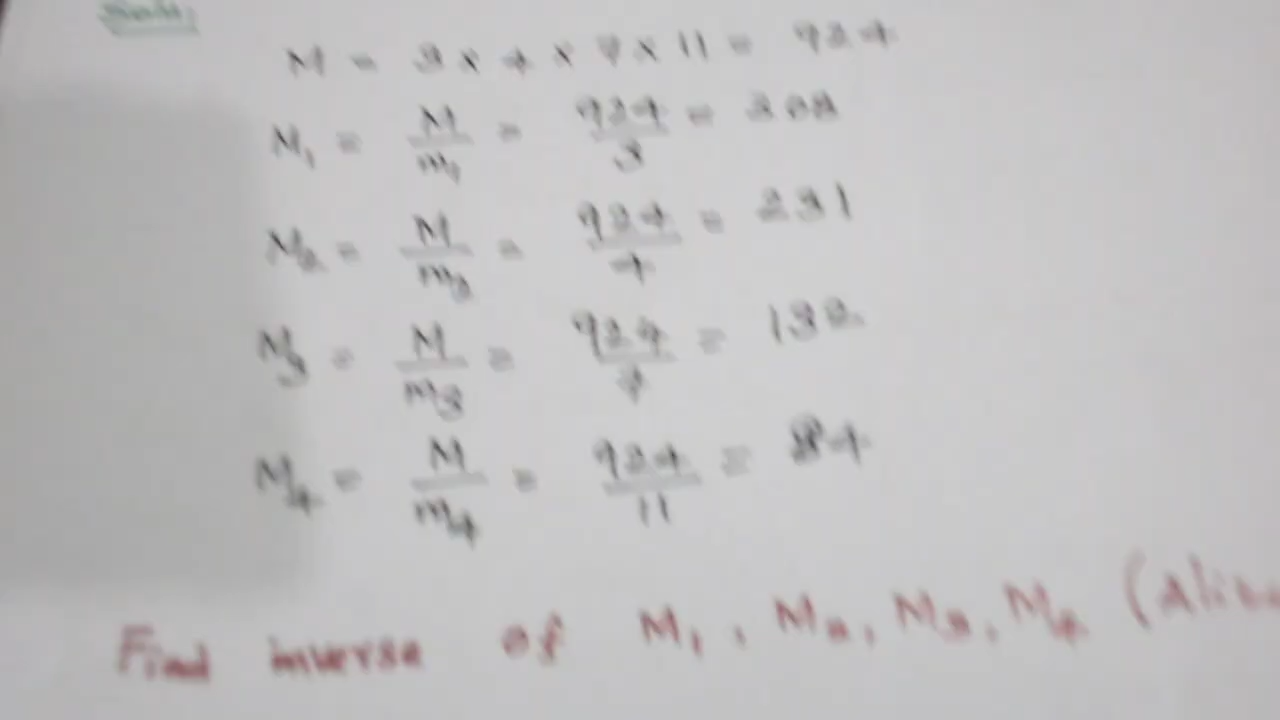 Soln:
M = 3 x 4 x 7 x 11 = 924
M1 = M/m1 = 924/3 = 308
M2 = M/m2 = 924/4 = 231
M3 = M/m3 = 924/7 = 132
M4 = M/m4 = 924/11 = 84
Find inverse of M1, M2, M3, M4